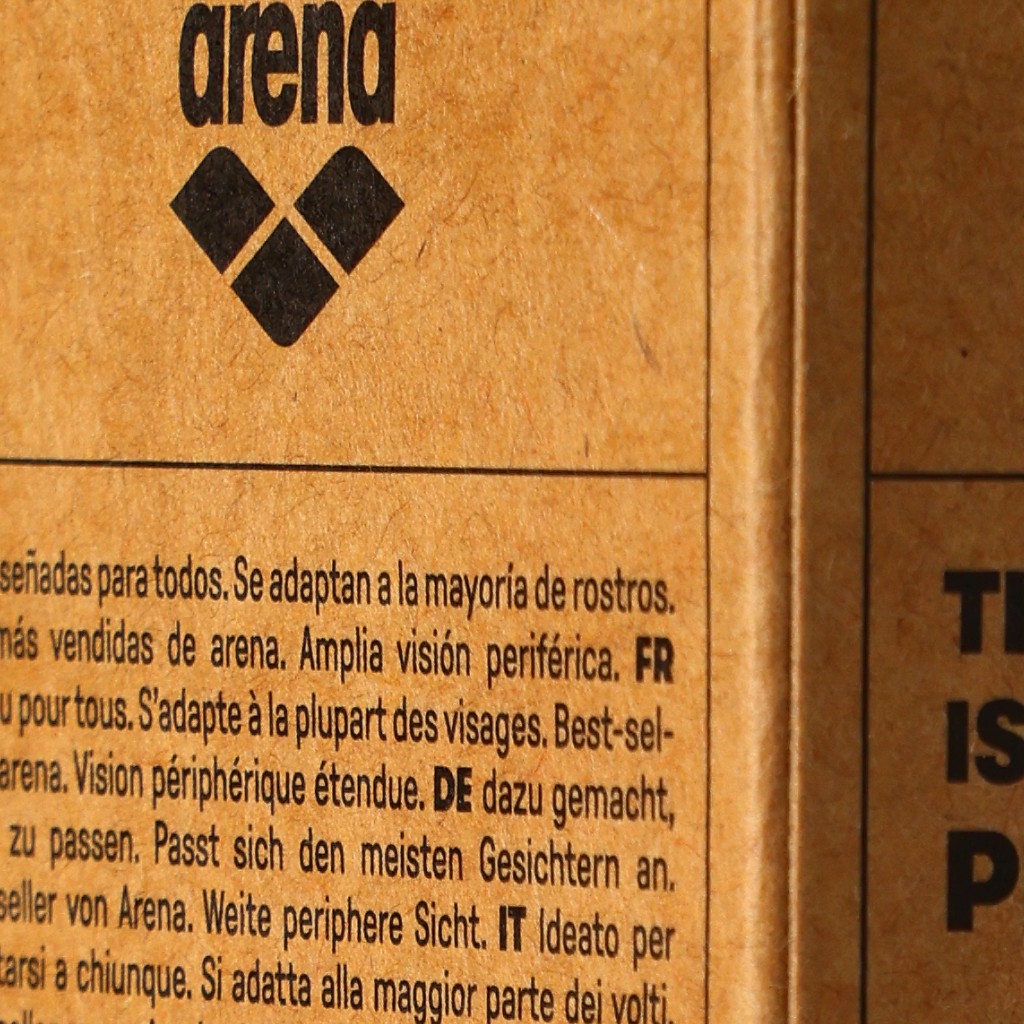 arena
señadas para todos. Se adaptan a la mayoría de rostros.
más vendidas de arena. Amplia visión periférica. FR
u pour tous. S'adapte à la plupart des visages. Best-sel-
arena. Vision périphérique étendue. DE dazu gemacht,
zu passen. Passt sich den meisten Gesichtern an.
seller von Arena. Weite periphere Sicht. IT Ideato per
tarsi a chiunque. Si adatta alla maggior parte dei volti.
IS
P